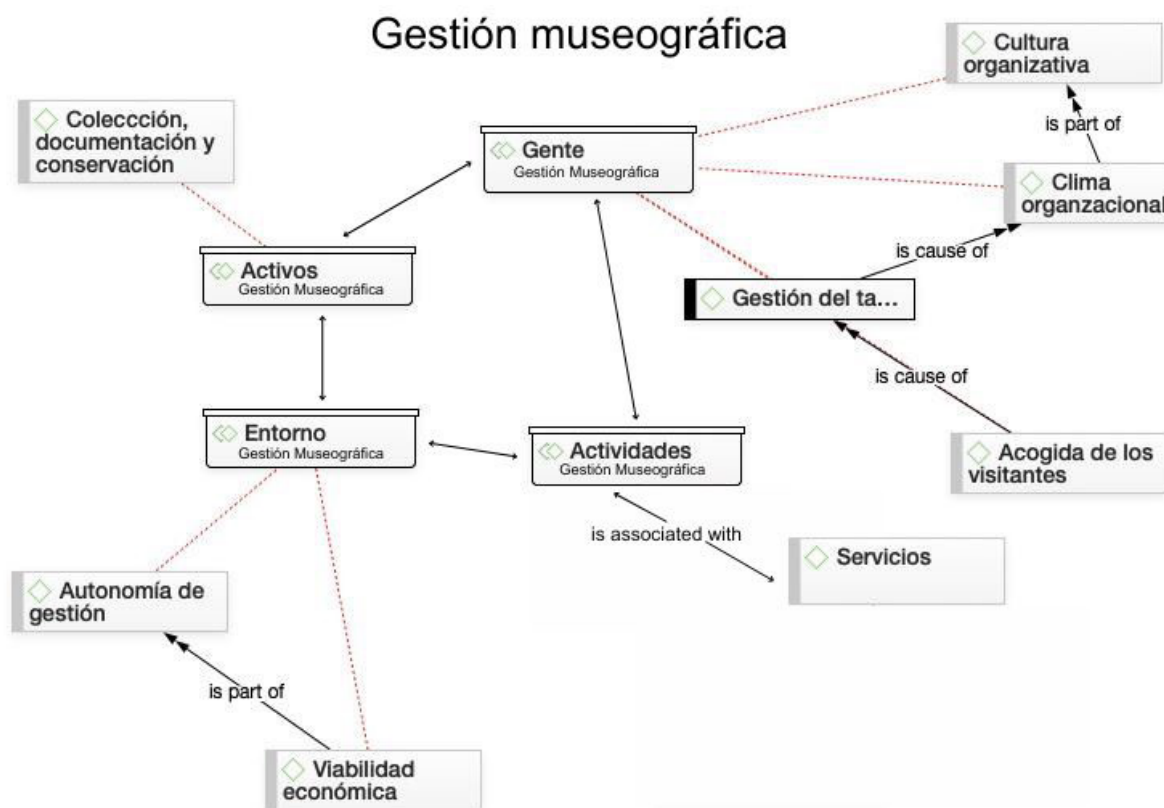 Gestión museográfica
Cultura
organizativa
Coleccción,
documentación y
conservación
is part of
Gente
Gestión Museográfica
Clima
organzacional
is cause of
Activos
Gestión Museográfica
Gestión del ta...
is cause of
Entorno
Gestión Museográfica
Actividades
Gestión Museográfica
Acogida de los
visitantes
is associated with
Servicios
Autonomía de
gestión
is part of
Viabilidad
económica